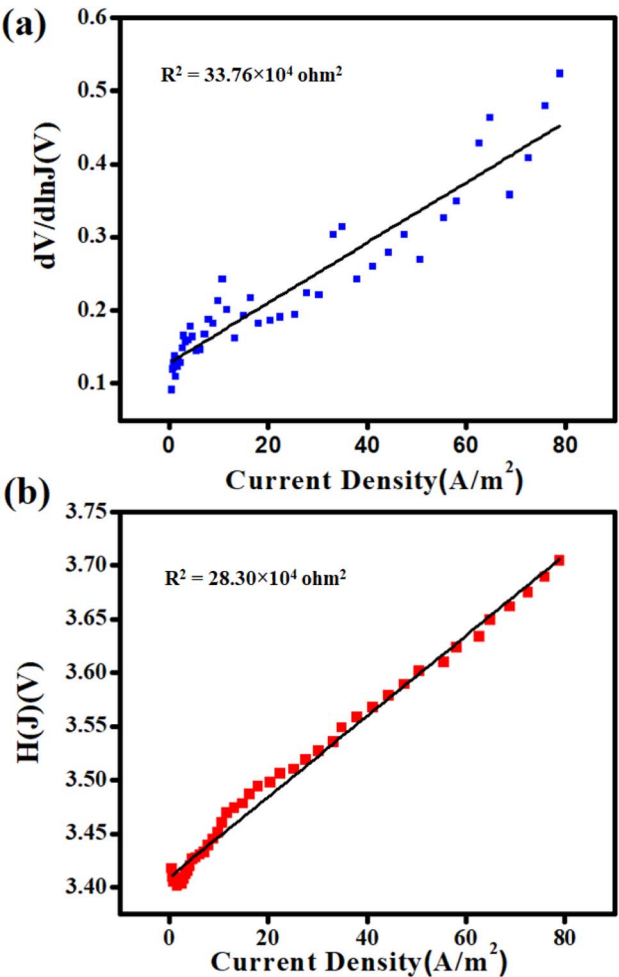 (a)
0.6
R² = 33.76×10⁴ ohm²
0.5
0.4
0.3
0.2
0.1
dV/dlnJ(V)
0 20 40 60 80
Current Density(A/m²)
(b)
3.75
R² = 28.30×10⁴ ohm²
3.70
3.65
3.60
3.55
3.50
3.45
3.40
H(J)(V)
0 20 40 60 80
Current Density(A/m²)